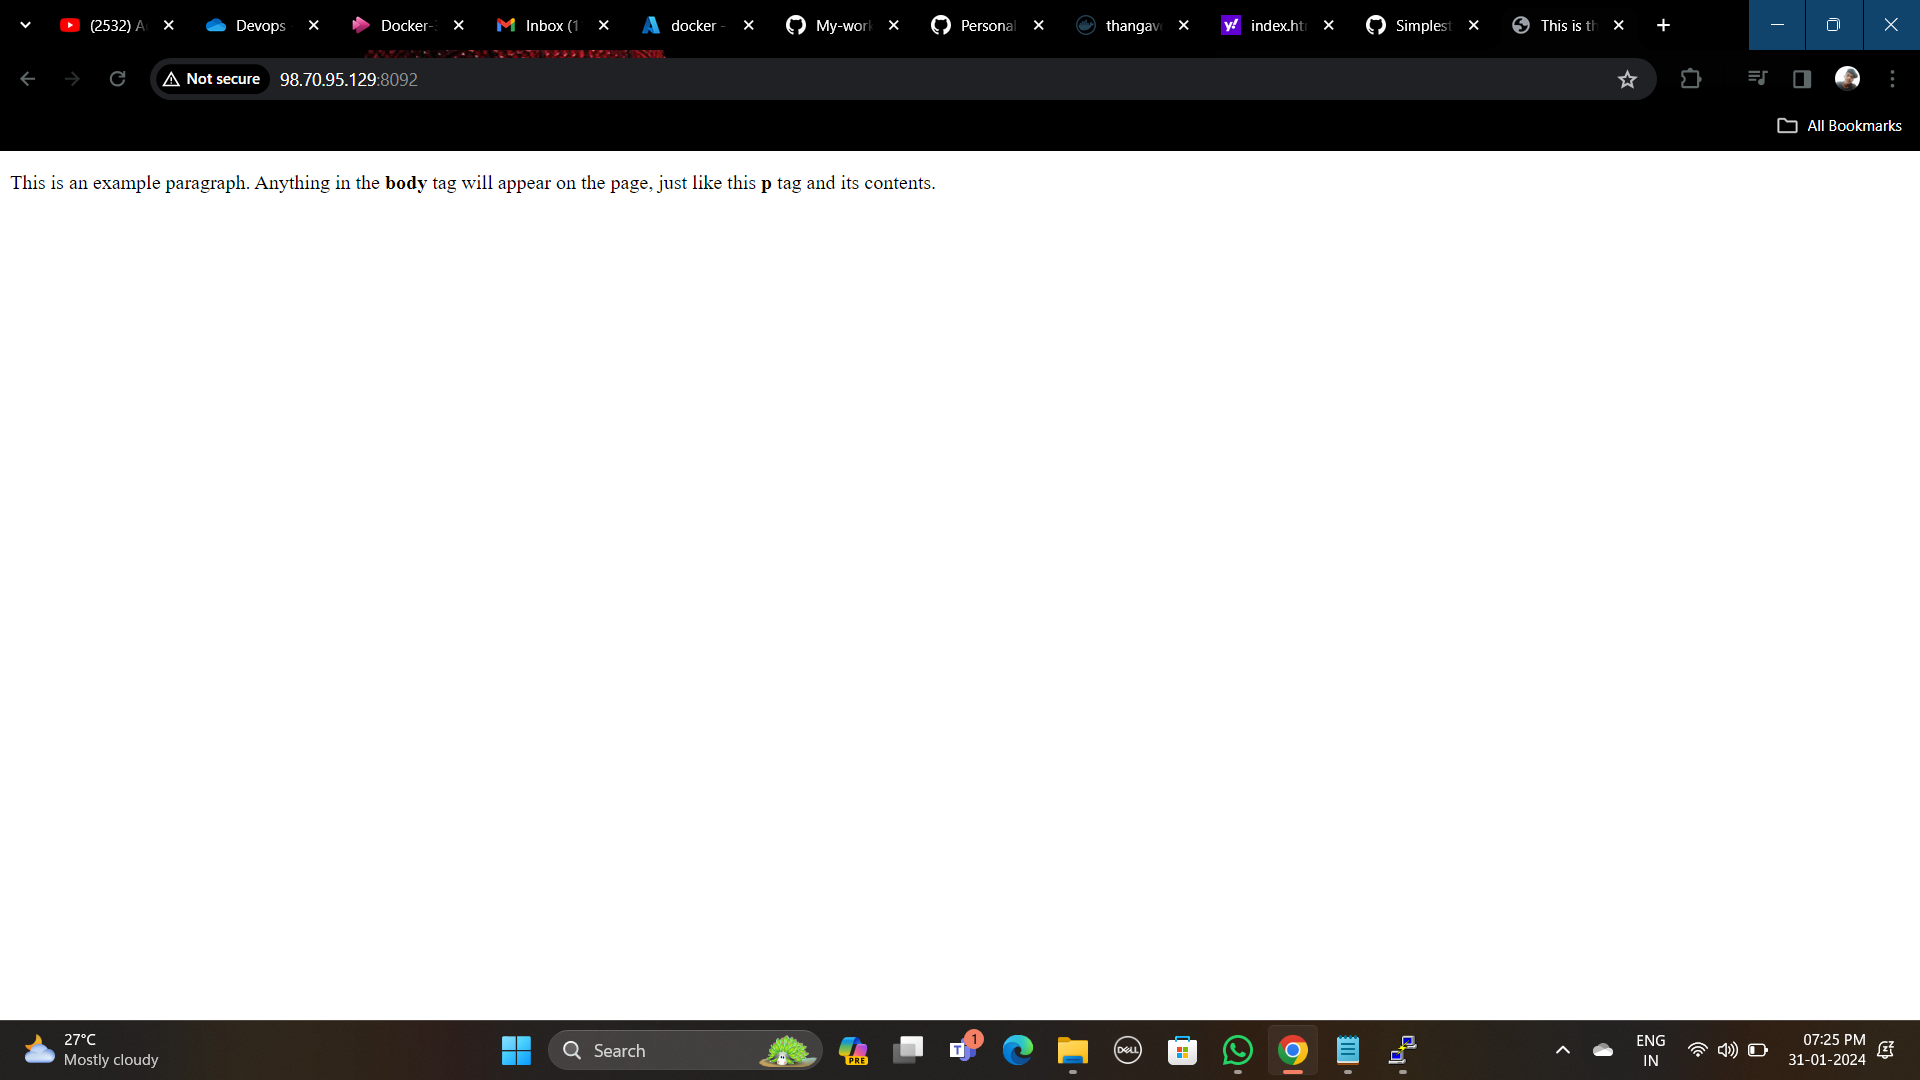 (2532) A
Devops
Docker-
Inbox (1
docker -
My-work
Personal
thangav
index.ht
Simplest
This is th
Not secure
98.70.95.129:8092
All Bookmarks
This is an example paragraph. Anything in the body tag will appear on the page, just like this p tag and its contents.
27°C
Mostly cloudy
Search
PRE
T
1
DELL
ENG
IN
07:25 PM
31-01-2024